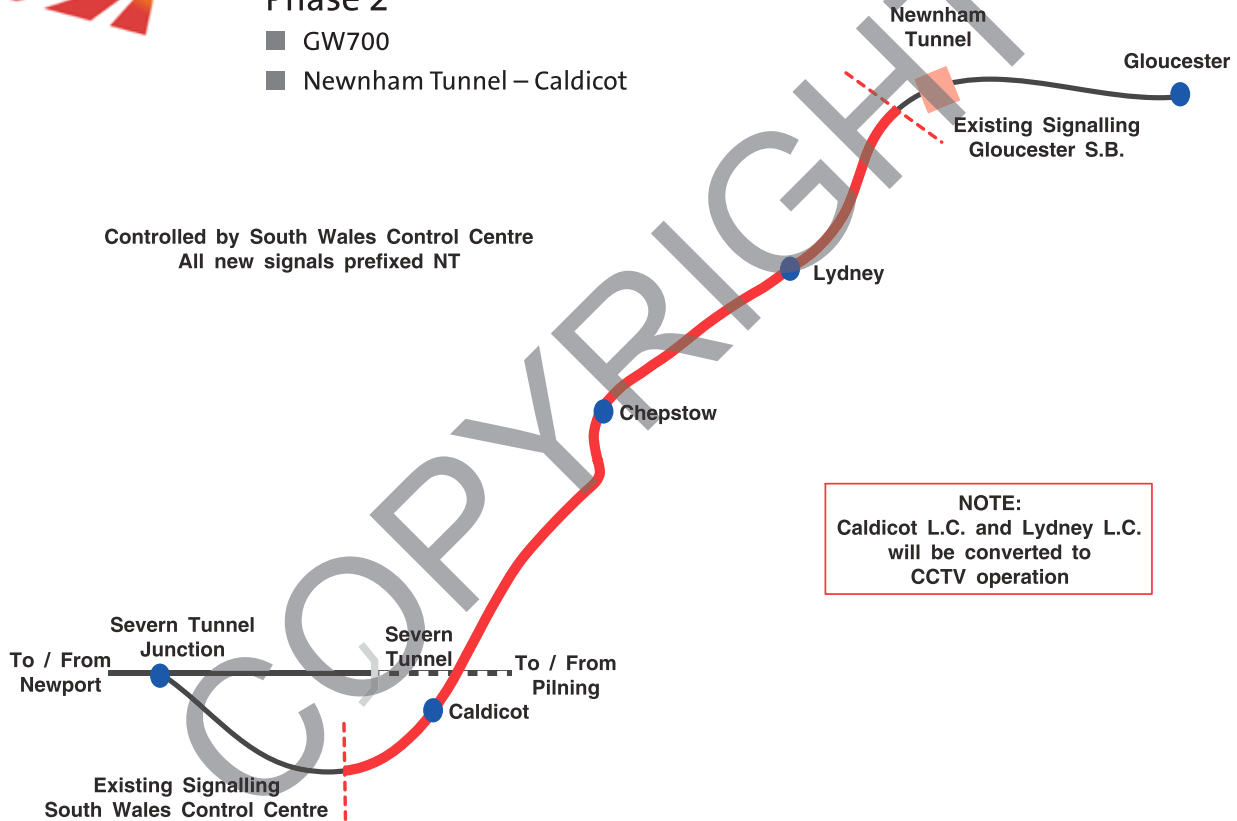 Phase 2
GW700
Newnham Tunnel – Caldicot
Newnham
Tunnel
Gloucester
Existing Signalling
Gloucester S.B.
Controlled by South Wales Control Centre
All new signals prefixed NT
Lydney
Chepstow
NOTE:
Caldicot L.C. and Lydney L.C.
will be converted to
CCTV operation
Severn Tunnel
Junction
To / From
Newport
Severn
Tunnel
To / From
Pilning
Caldicot
Existing Signalling
South Wales Control Centre
COPYRIGHT